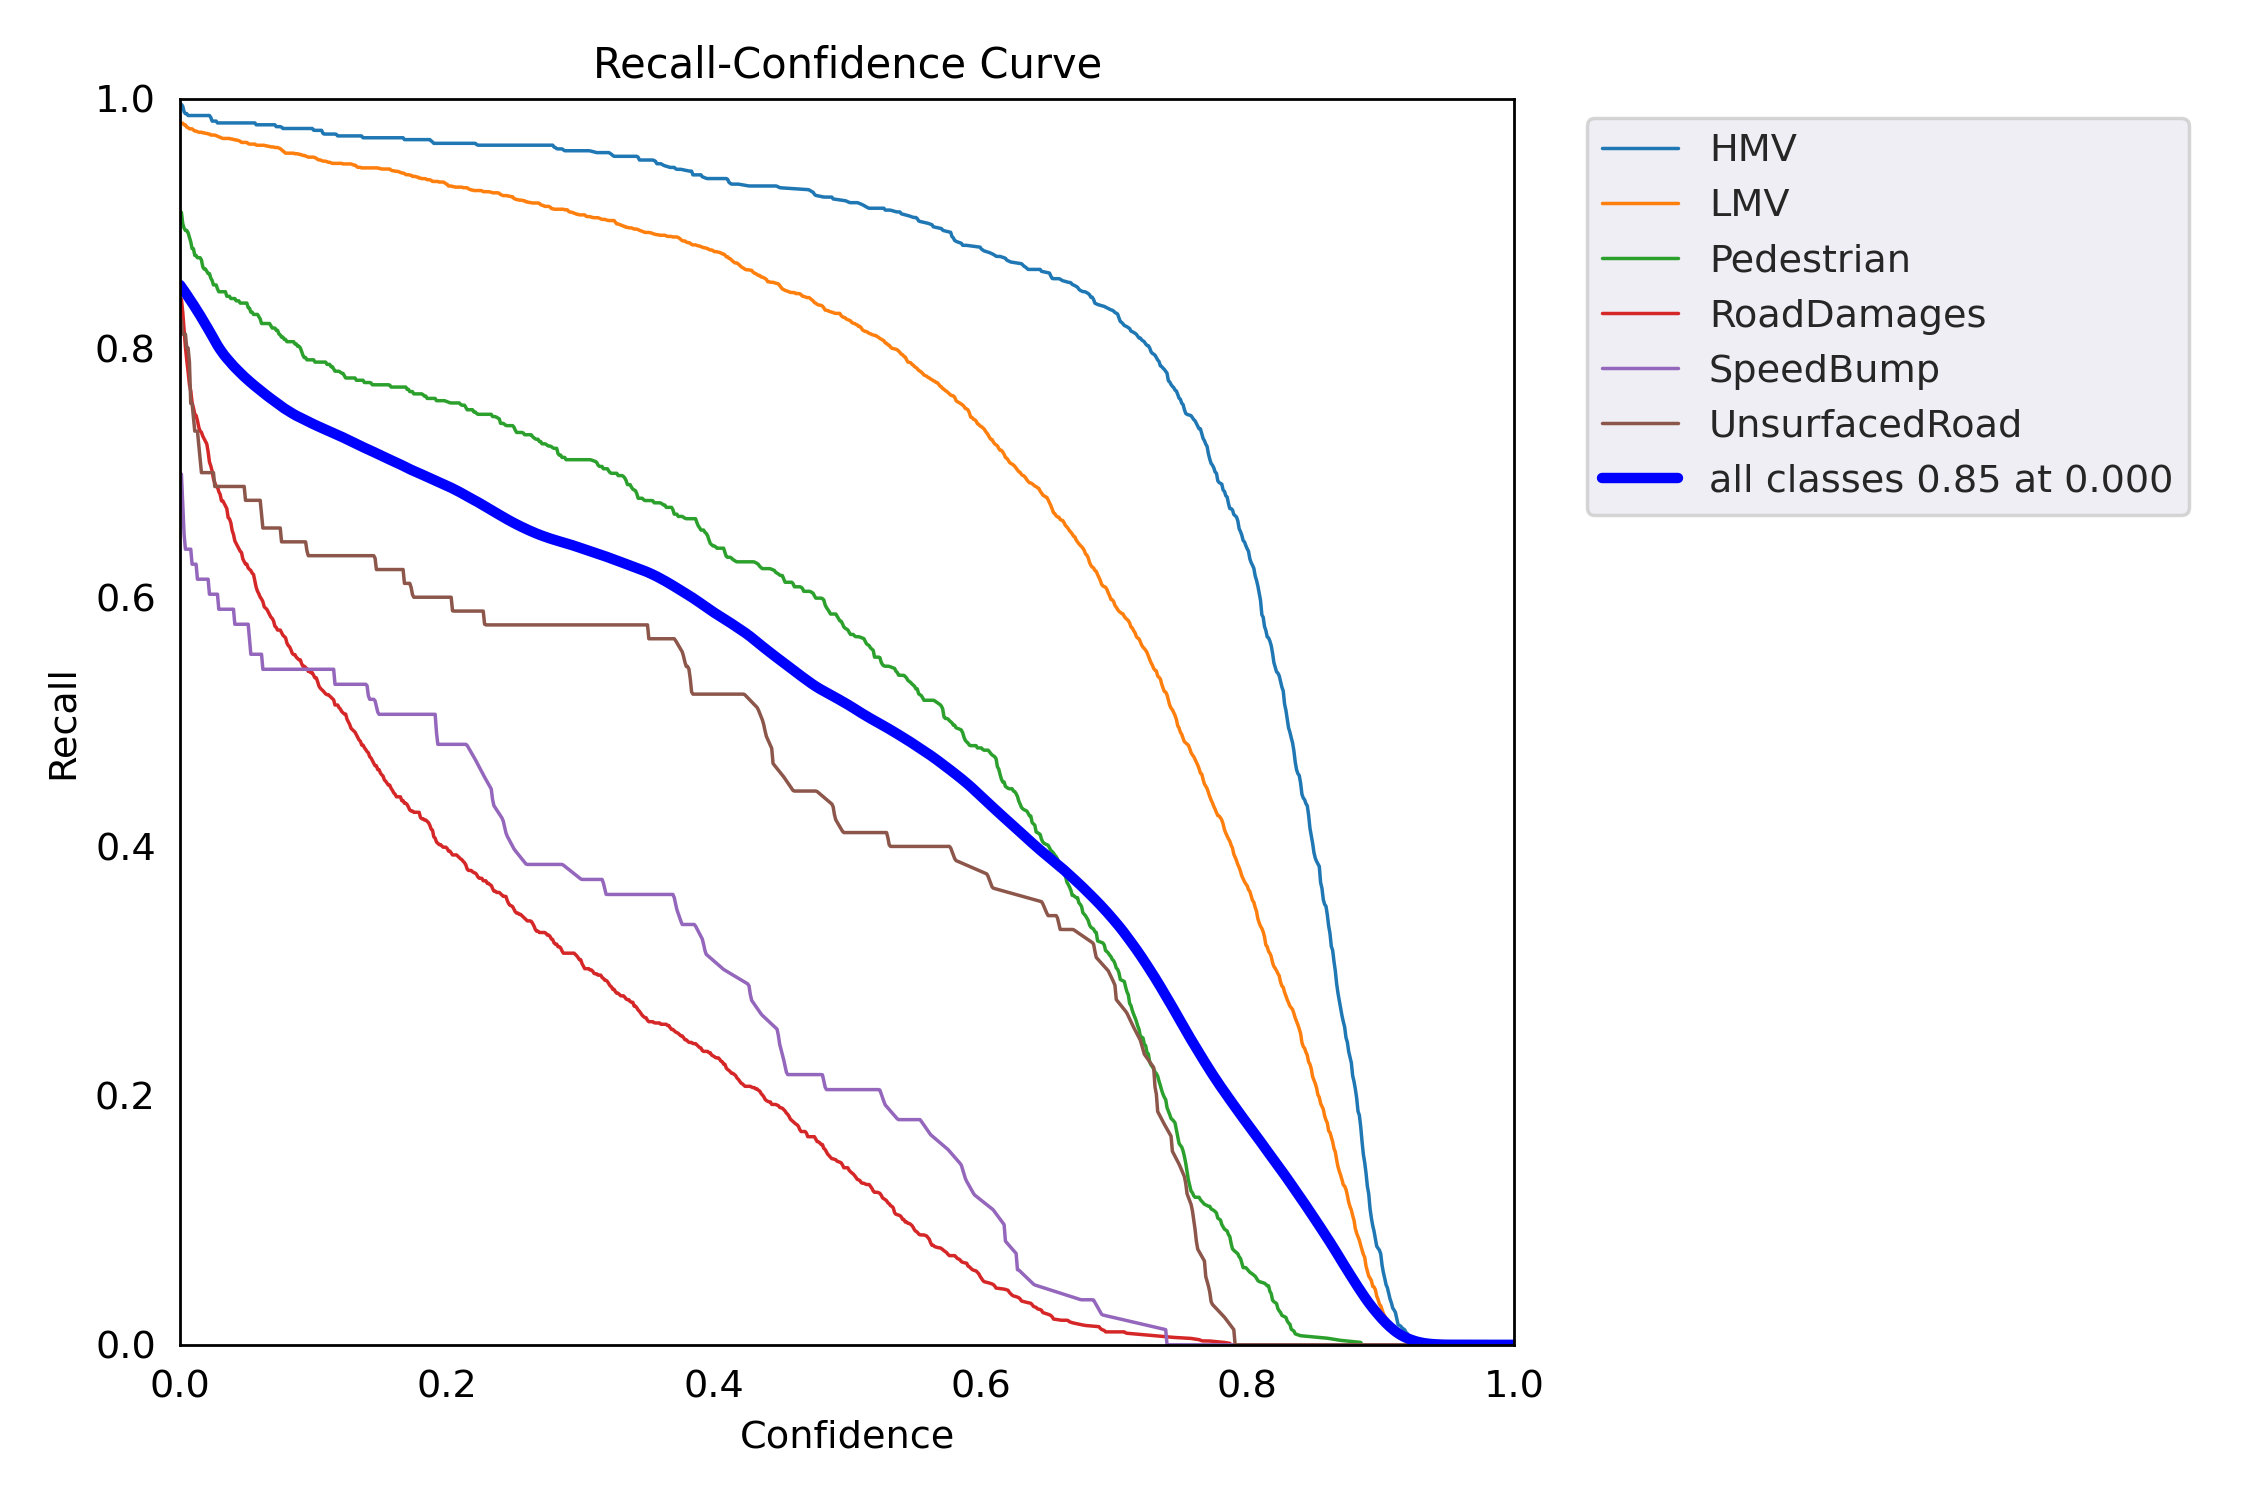 Recall-Confidence Curve
1.0
0.8
0.6
0.4
0.2
0.0
Recall
0.0 0.2 0.4 0.6 0.8 1.0
Confidence
HMV
LMV
Pedestrian
RoadDamages
SpeedBump
UnsurfacedRoad
all classes 0.85 at 0.000